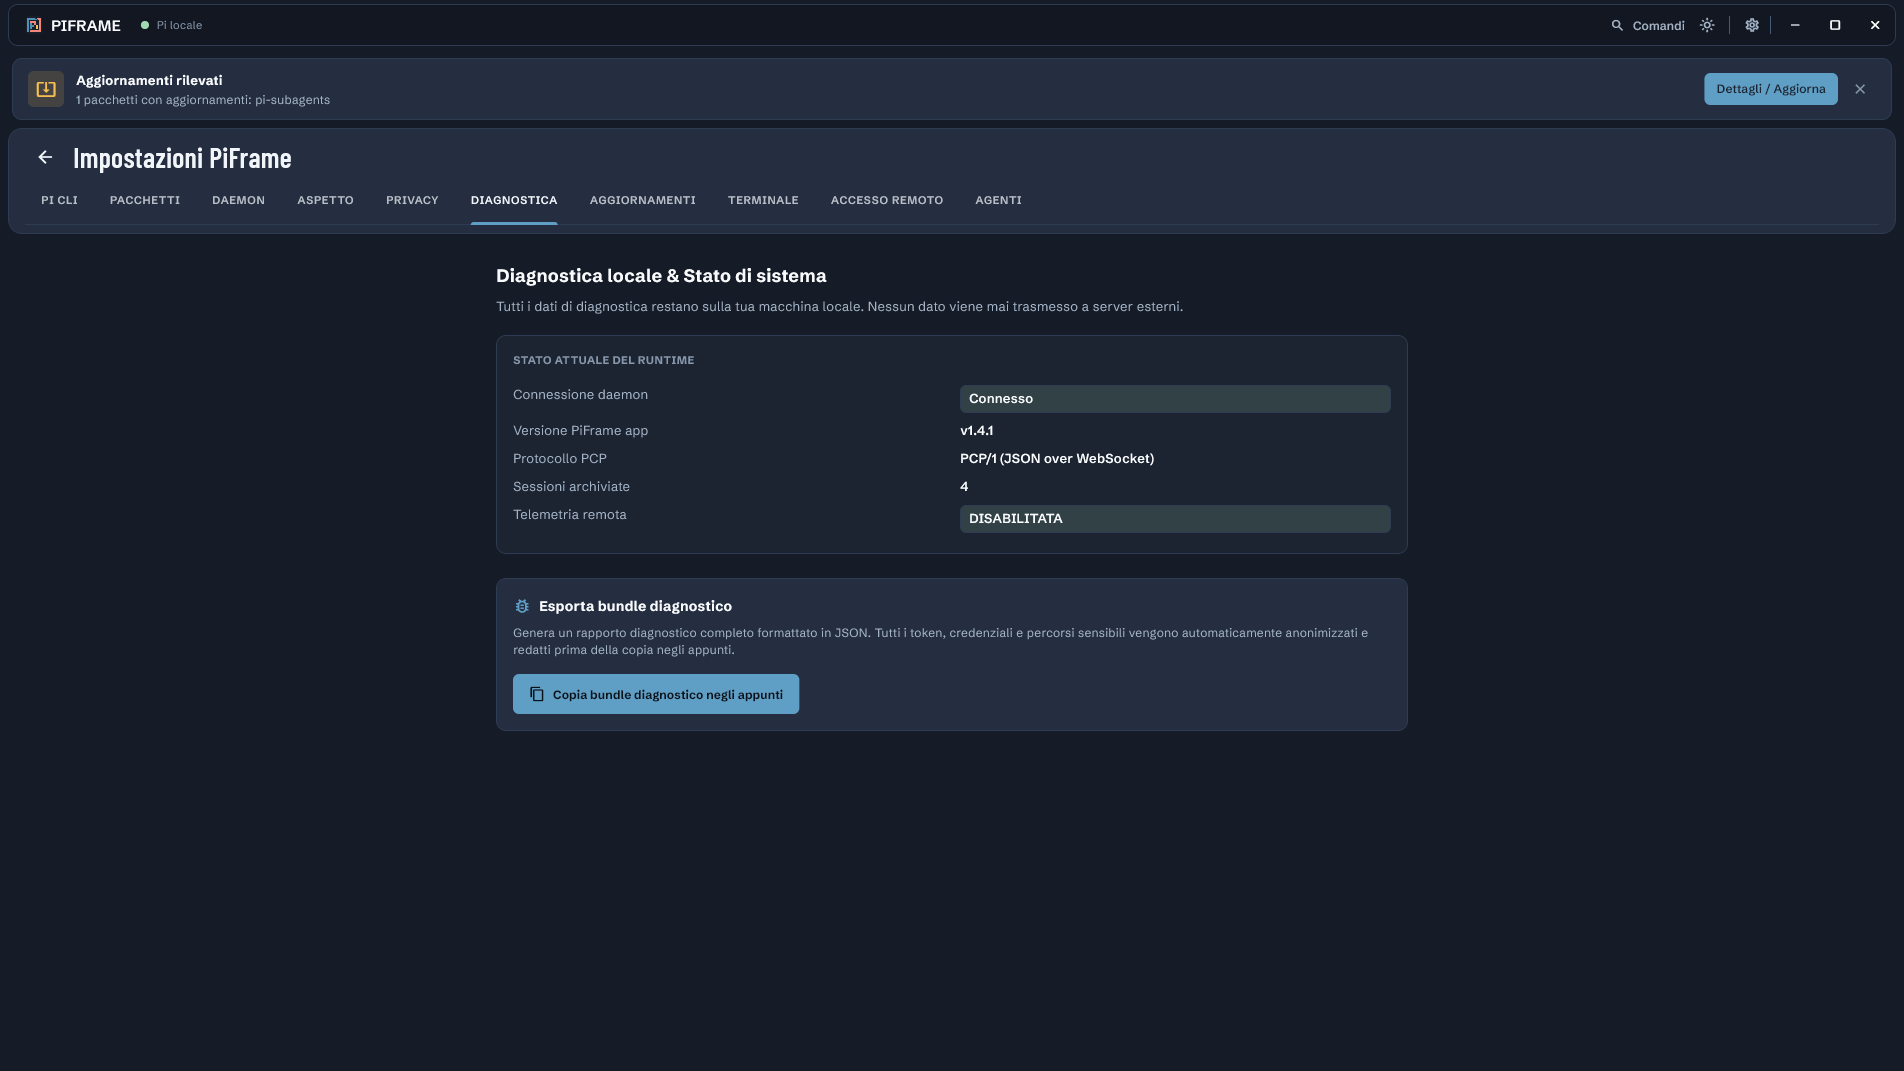 PIFRAME
Pi locale
Comandi
Aggiornamenti rilevati
1 pacchetti con aggiornamenti: pi-subagents
Dettagli / Aggiorna
Impostazioni PiFrame
PI CLI
PACCHETTI
DAEMON
ASPETTO
PRIVACY
DIAGNOSTICA
AGGIORNAMENTI
TERMINALE
ACCESSO REMOTO
AGENTI
Diagnostica locale & Stato di sistema
Tutti i dati di diagnostica restano sulla tua macchina locale. Nessun dato viene mai trasmesso a server esterni.
STATO ATTUALE DEL RUNTIME
Connessione daemon
Connesso
Versione PiFrame app
v1.4.1
Protocollo PCP
PCP/1 (JSON over WebSocket)
Sessioni archiviate
4
Telemetria remota
DISABILITATA
Esporta bundle diagnostico
Genera un rapporto diagnostico completo formattato in JSON. Tutti i token, credenziali e percorsi sensibili vengono automaticamente anonimizzati e
redatti prima della copia negli appunti.
Copia bundle diagnostico negli appunti